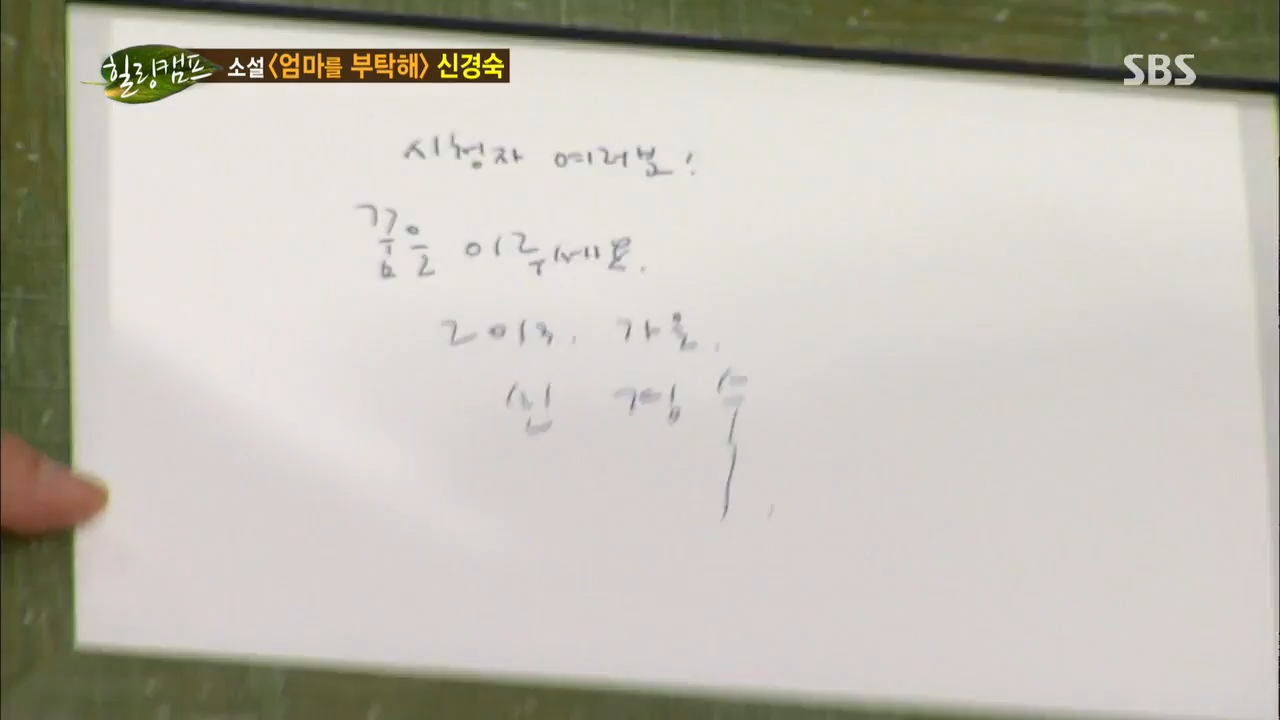 힐링캠프 소설 〈엄마를 부탁해〉 신경숙
SBS
시청자 여러분!
꿈을 이루세요.
2013. 가을.
신 경 숙